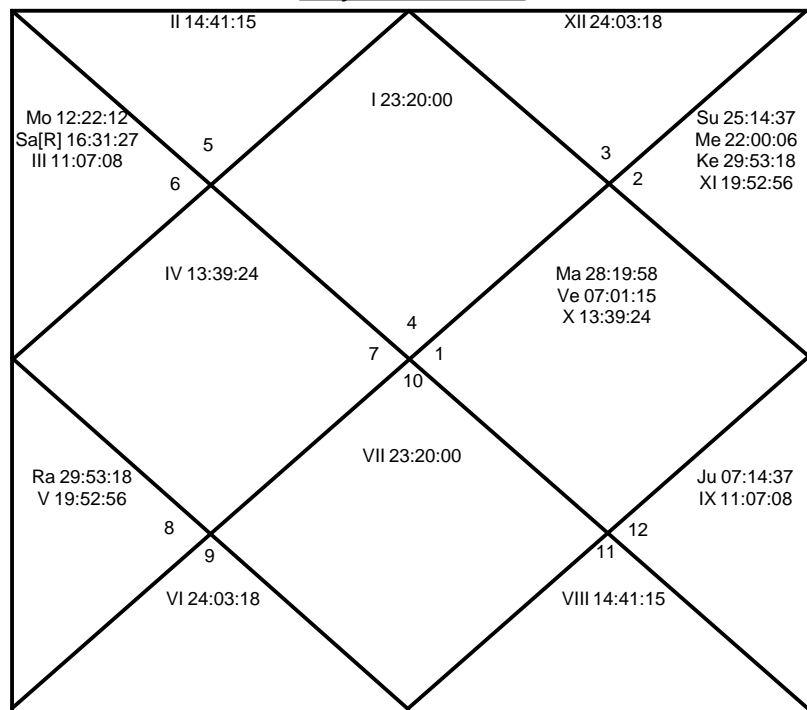 II 14:41:15
XII 24:03:18
I 23:20:00
Mo 12:22:12
Sa[R] 16:31:27
III 11:07:08
5
6
Su 25:14:37
Me 22:00:06
Ke 29:53:18
XI 19:52:56
3
2
IV 13:39:24
Ma 28:19:58
Ve 07:01:15
X 13:39:24
4
7
1
10
VII 23:20:00
Ra 29:53:18
V 19:52:56
8
9
Ju 07:14:37
IX 11:07:08
12
11
VI 24:03:18
VIII 14:41:15